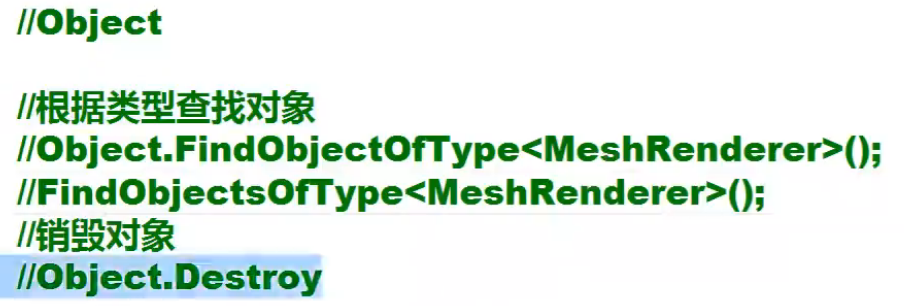 //Object
//根据类型查找对象
//Object.FindObjectOfType<MeshRenderer>();
//FindObjectsOfType<MeshRenderer>();
//销毁对象
//Object.Destroy